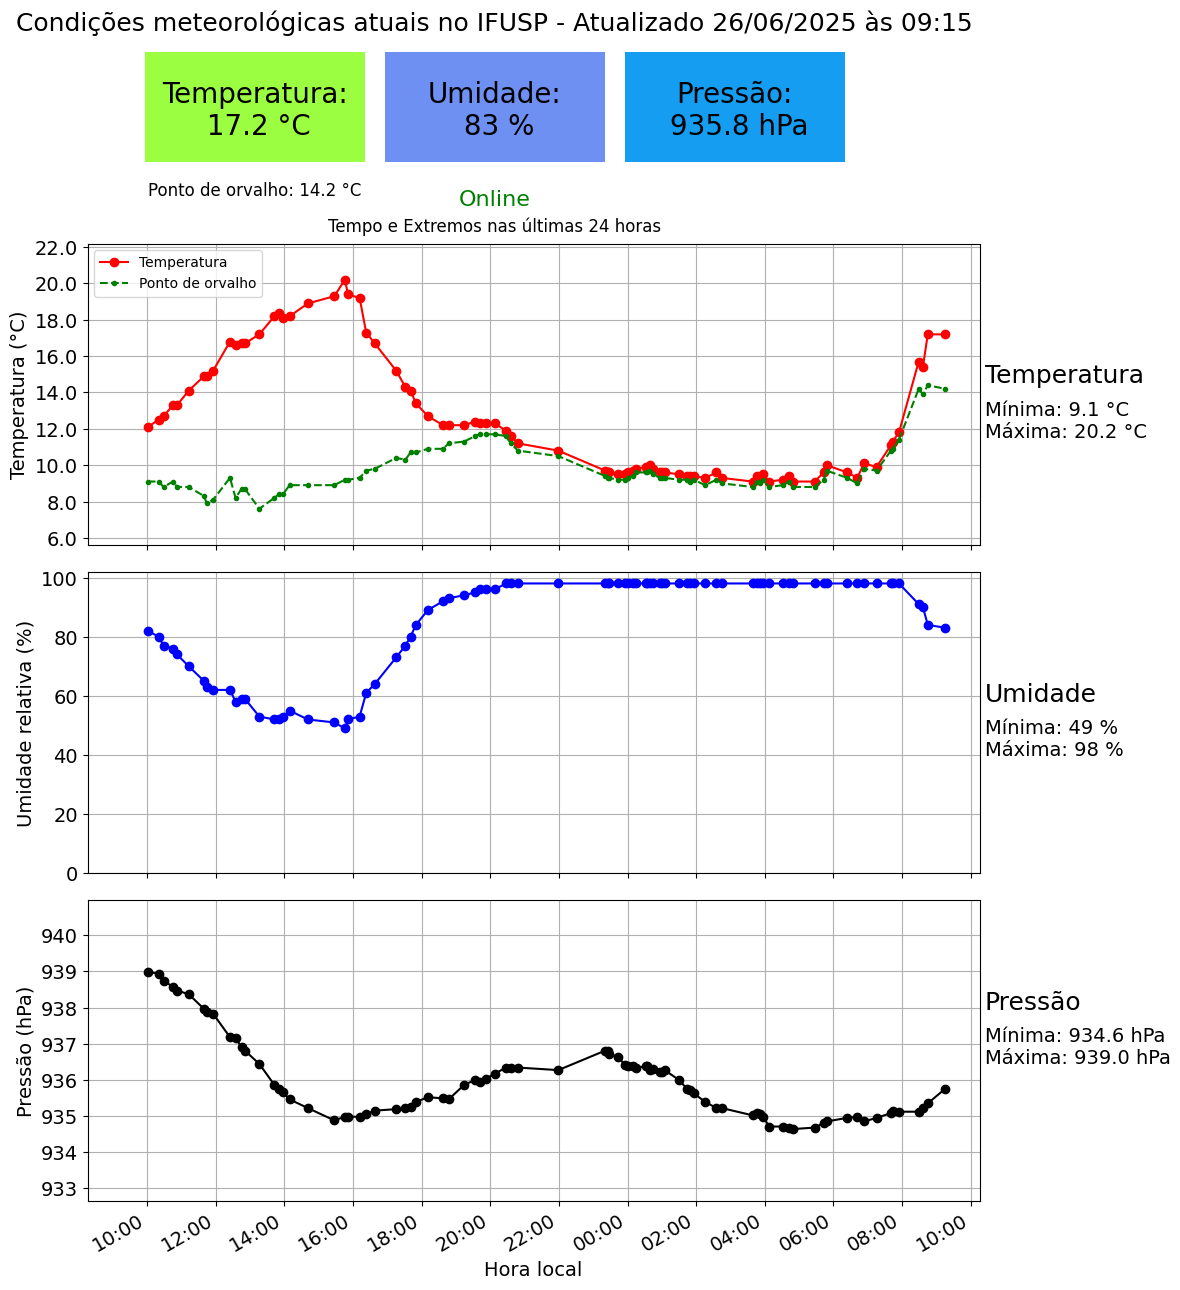 Condições meteorológicas atuais no IFUSP - Atualizado 26/06/2025 às 09:15
Temperatura:
17.2 °C
Umidade:
83 %
Pressão:
935.8 hPa
Ponto de orvalho: 14.2 °C
Online
Tempo e Extremos nas últimas 24 horas
Temperatura
Ponto de orvalho
Temperatura (°C)
22.0
20.0
18.0
16.0
14.0
12.0
10.0
8.0
6.0
Temperatura
Mínima: 9.1 °C
Máxima: 20.2 °C
Umidade relativa (%)
100
80
60
40
20
0
Umidade
Mínima: 49 %
Máxima: 98 %
Pressão (hPa)
940
939
938
937
936
935
934
933
Pressão
Mínima: 934.6 hPa
Máxima: 939.0 hPa
10:00
12:00
14:00
16:00
18:00
20:00
22:00
00:00
02:00
04:00
06:00
08:00
10:00
Hora local